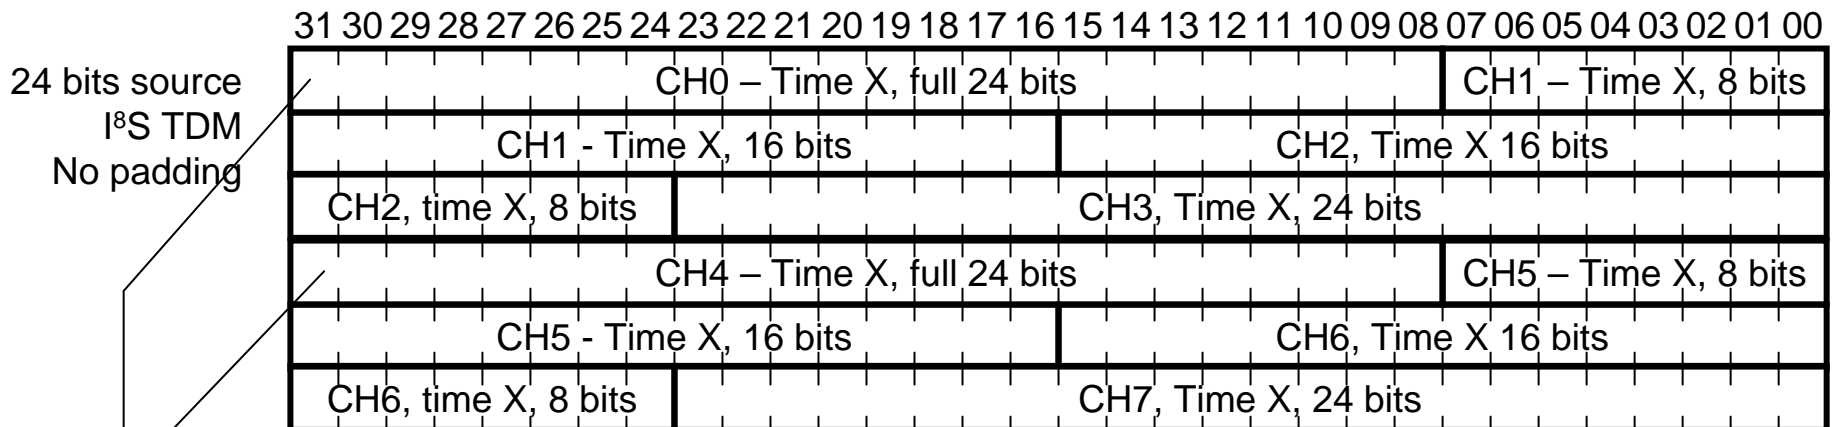 31 30 29 28 27 26 25 24 23 22 21 20 19 18 17 16 15 14 13 12 11 10 09 08 07 06 05 04 03 02 01 00
24 bits source
I⁸S TDM
No padding
CH0 – Time X, full 24 bits CH1 – Time X, 8 bits
CH1 - Time X, 16 bits CH2, Time X 16 bits
CH2, time X, 8 bits CH3, Time X, 24 bits
CH4 – Time X, full 24 bits CH5 – Time X, 8 bits
CH5 - Time X, 16 bits CH6, Time X 16 bits
CH6, time X, 8 bits CH7, Time X, 24 bits